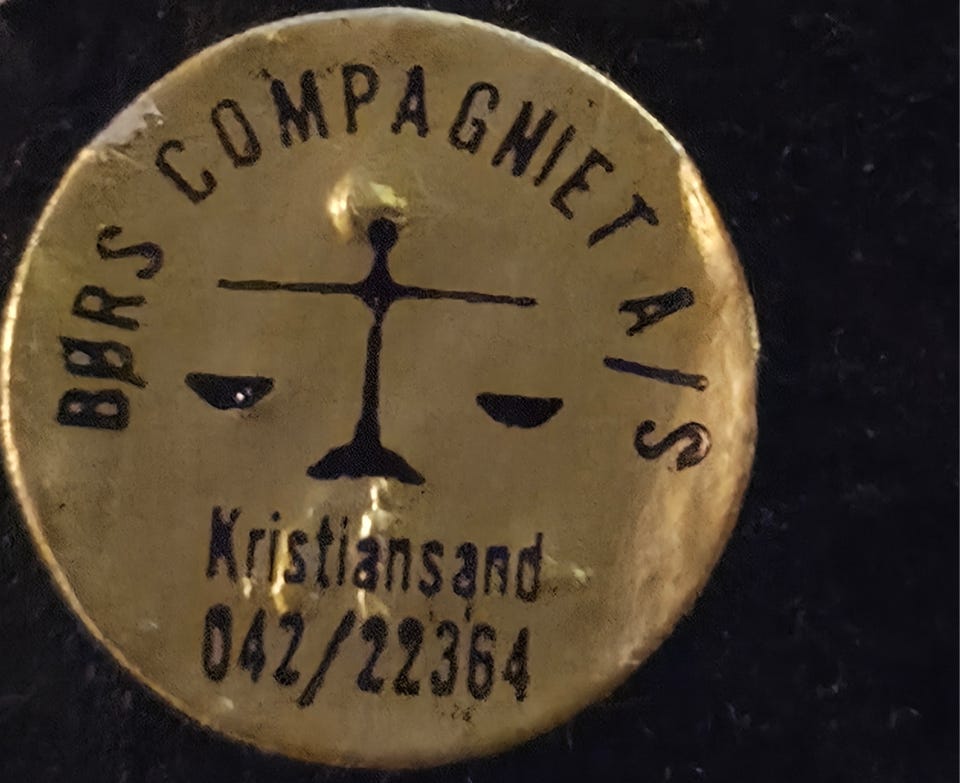 BØRS COMPAGNIET A/S
Kristiansand
042/22364